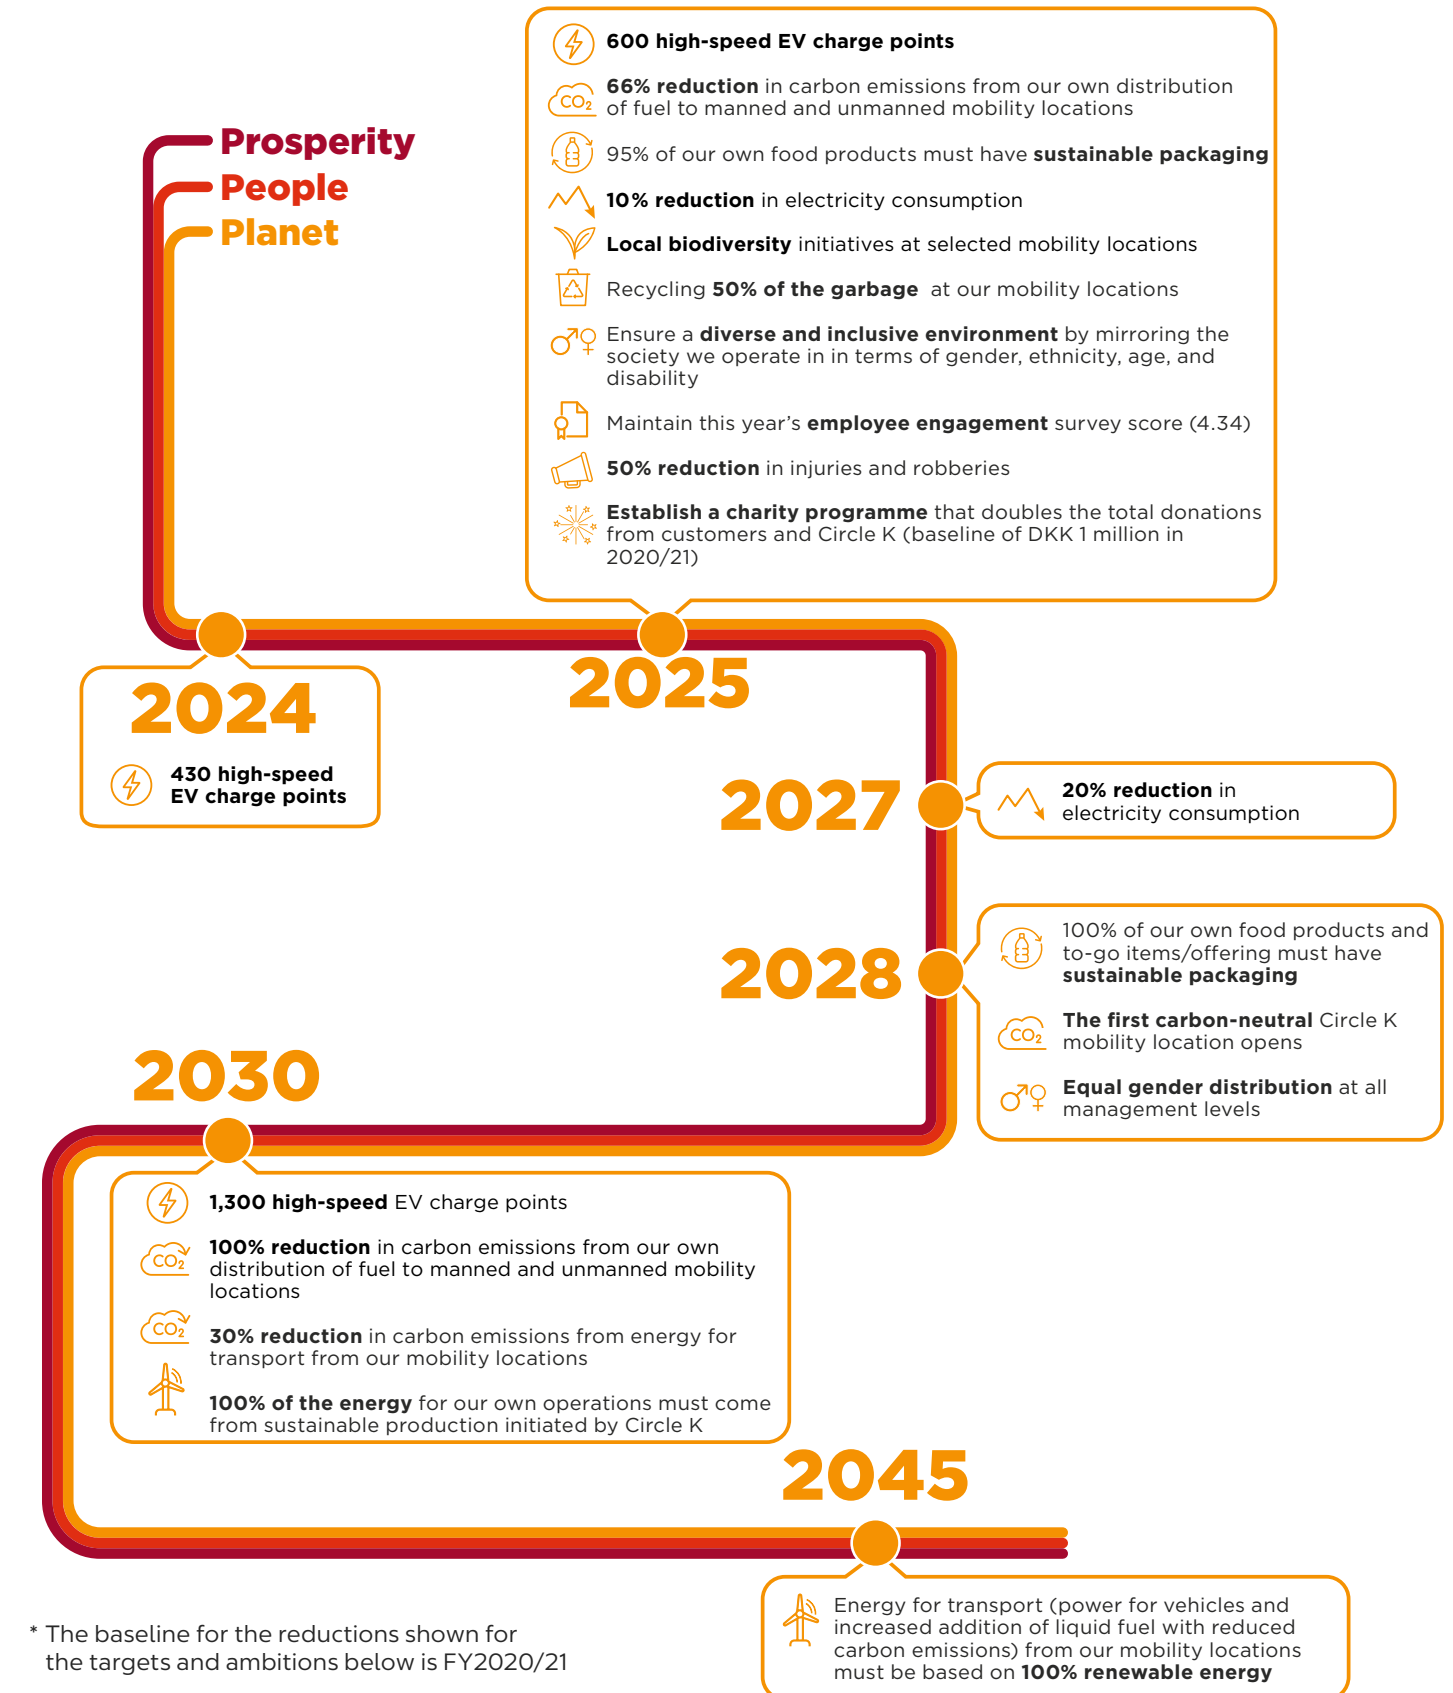 600 high-speed EV charge points
66% reduction in carbon emissions from our own distribution
of fuel to manned and unmanned mobility locations
95% of our own food products must have sustainable packaging
10% reduction in electricity consumption
Local biodiversity initiatives at selected mobility locations
Recycling 50% of the garbage at our mobility locations
Ensure a diverse and inclusive environment by mirroring the
society we operate in in terms of gender, ethnicity, age, and
disability
Maintain this year's employee engagement survey score (4.34)
50% reduction in injuries and robberies
Establish a charity programme that doubles the total donations
from customers and Circle K (baseline of DKK 1 million in
2020/21)
CO2
Prosperity
People
Planet
2024
430 high-speed
EV charge points
2025
2027
20% reduction in
electricity consumption
2028
100% of our own food products and
to-go items/offering must have
sustainable packaging
CO2
The first carbon-neutral Circle K
mobility location opens
Equal gender distribution at all
management levels
2030
1,300 high-speed EV charge points
CO2
100% reduction in carbon emissions from our own
distribution of fuel to manned and unmanned mobility
locations
CO2
30% reduction in carbon emissions from energy for
transport from our mobility locations
100% of the energy for our own operations must come
from sustainable production initiated by Circle K
2045
Energy for transport (power for vehicles and
increased addition of liquid fuel with reduced
carbon emissions) from our mobility locations
must be based on 100% renewable energy
* The baseline for the reductions shown for
the targets and ambitions below is FY2020/21